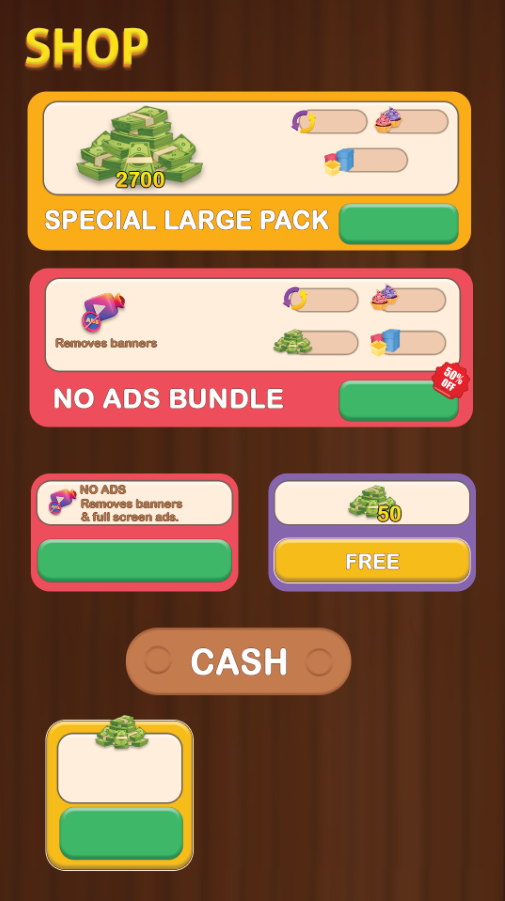 SHOP
2700
SPECIAL LARGE PACK
Removes banners
NO ADS BUNDLE
50%
OFF
NO ADS
Removes banners
& full screen ads.
50
FREE
CASH